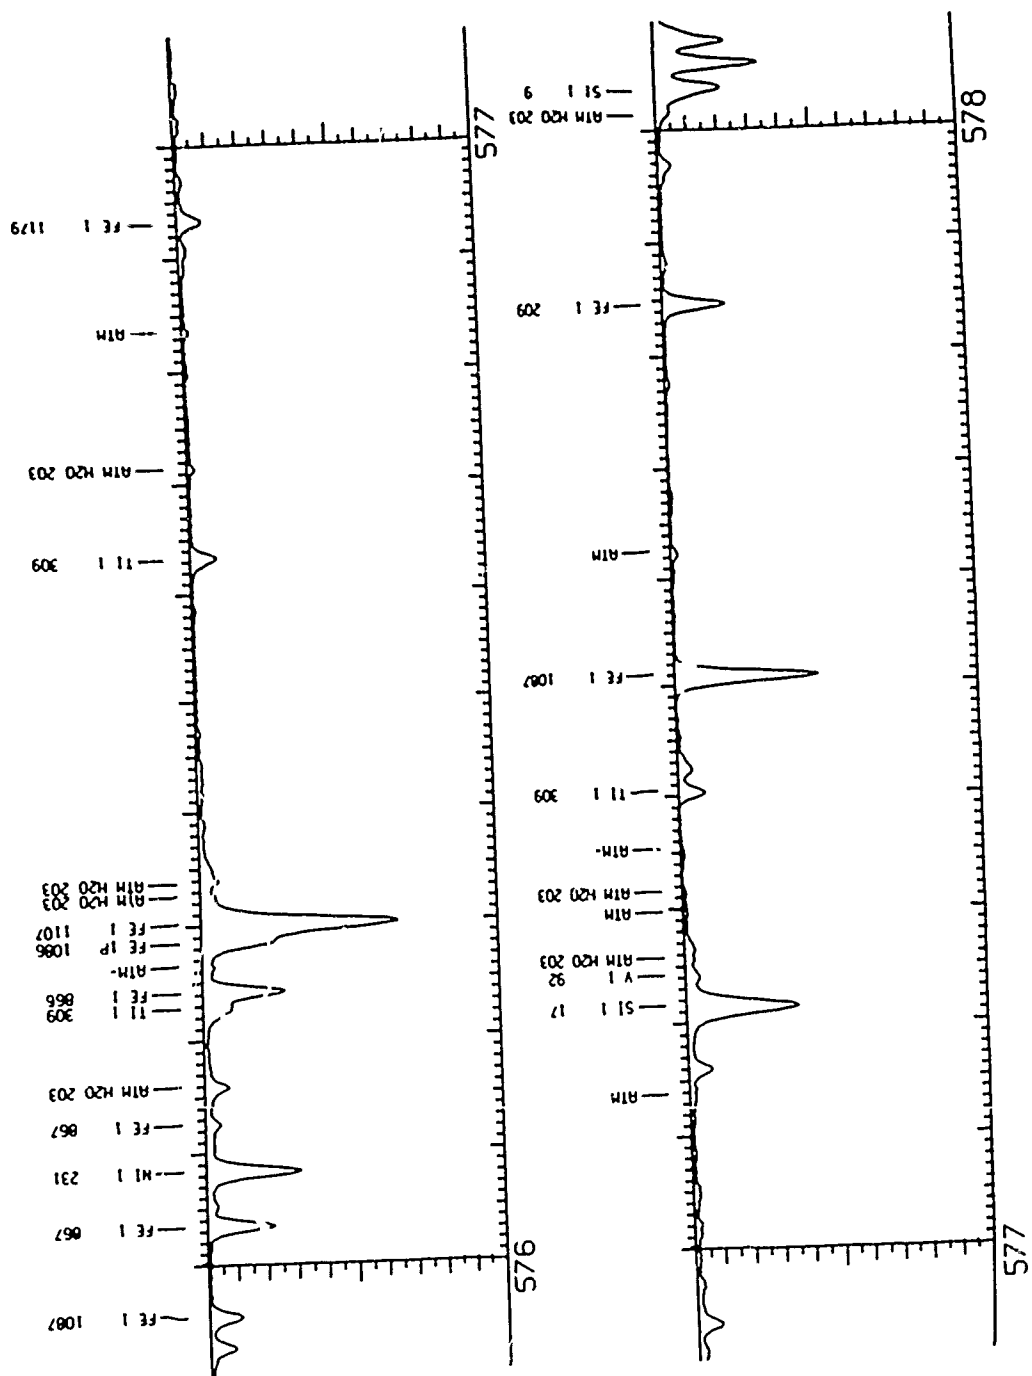 577
FE 1 1179
ATM
ATM H2O 203
TI 1 309
ATM H2O 203
ATM H2O 203
FE 1 1107
FE 1P 1086
ATM-
FE 1 866
TI 1 309
ATM H2O 203
FE 1 867
NI 1 231
FE 1 867
576
FE 1 1087
SI 1 9
ATM H2O 203
578
FE 1 209
ATM
FE 1 1087
TI 1 309
ATM-
ATM H2O 203
ATM
ATM H2O 203
V 1 92
SI 1 17
ATM
577